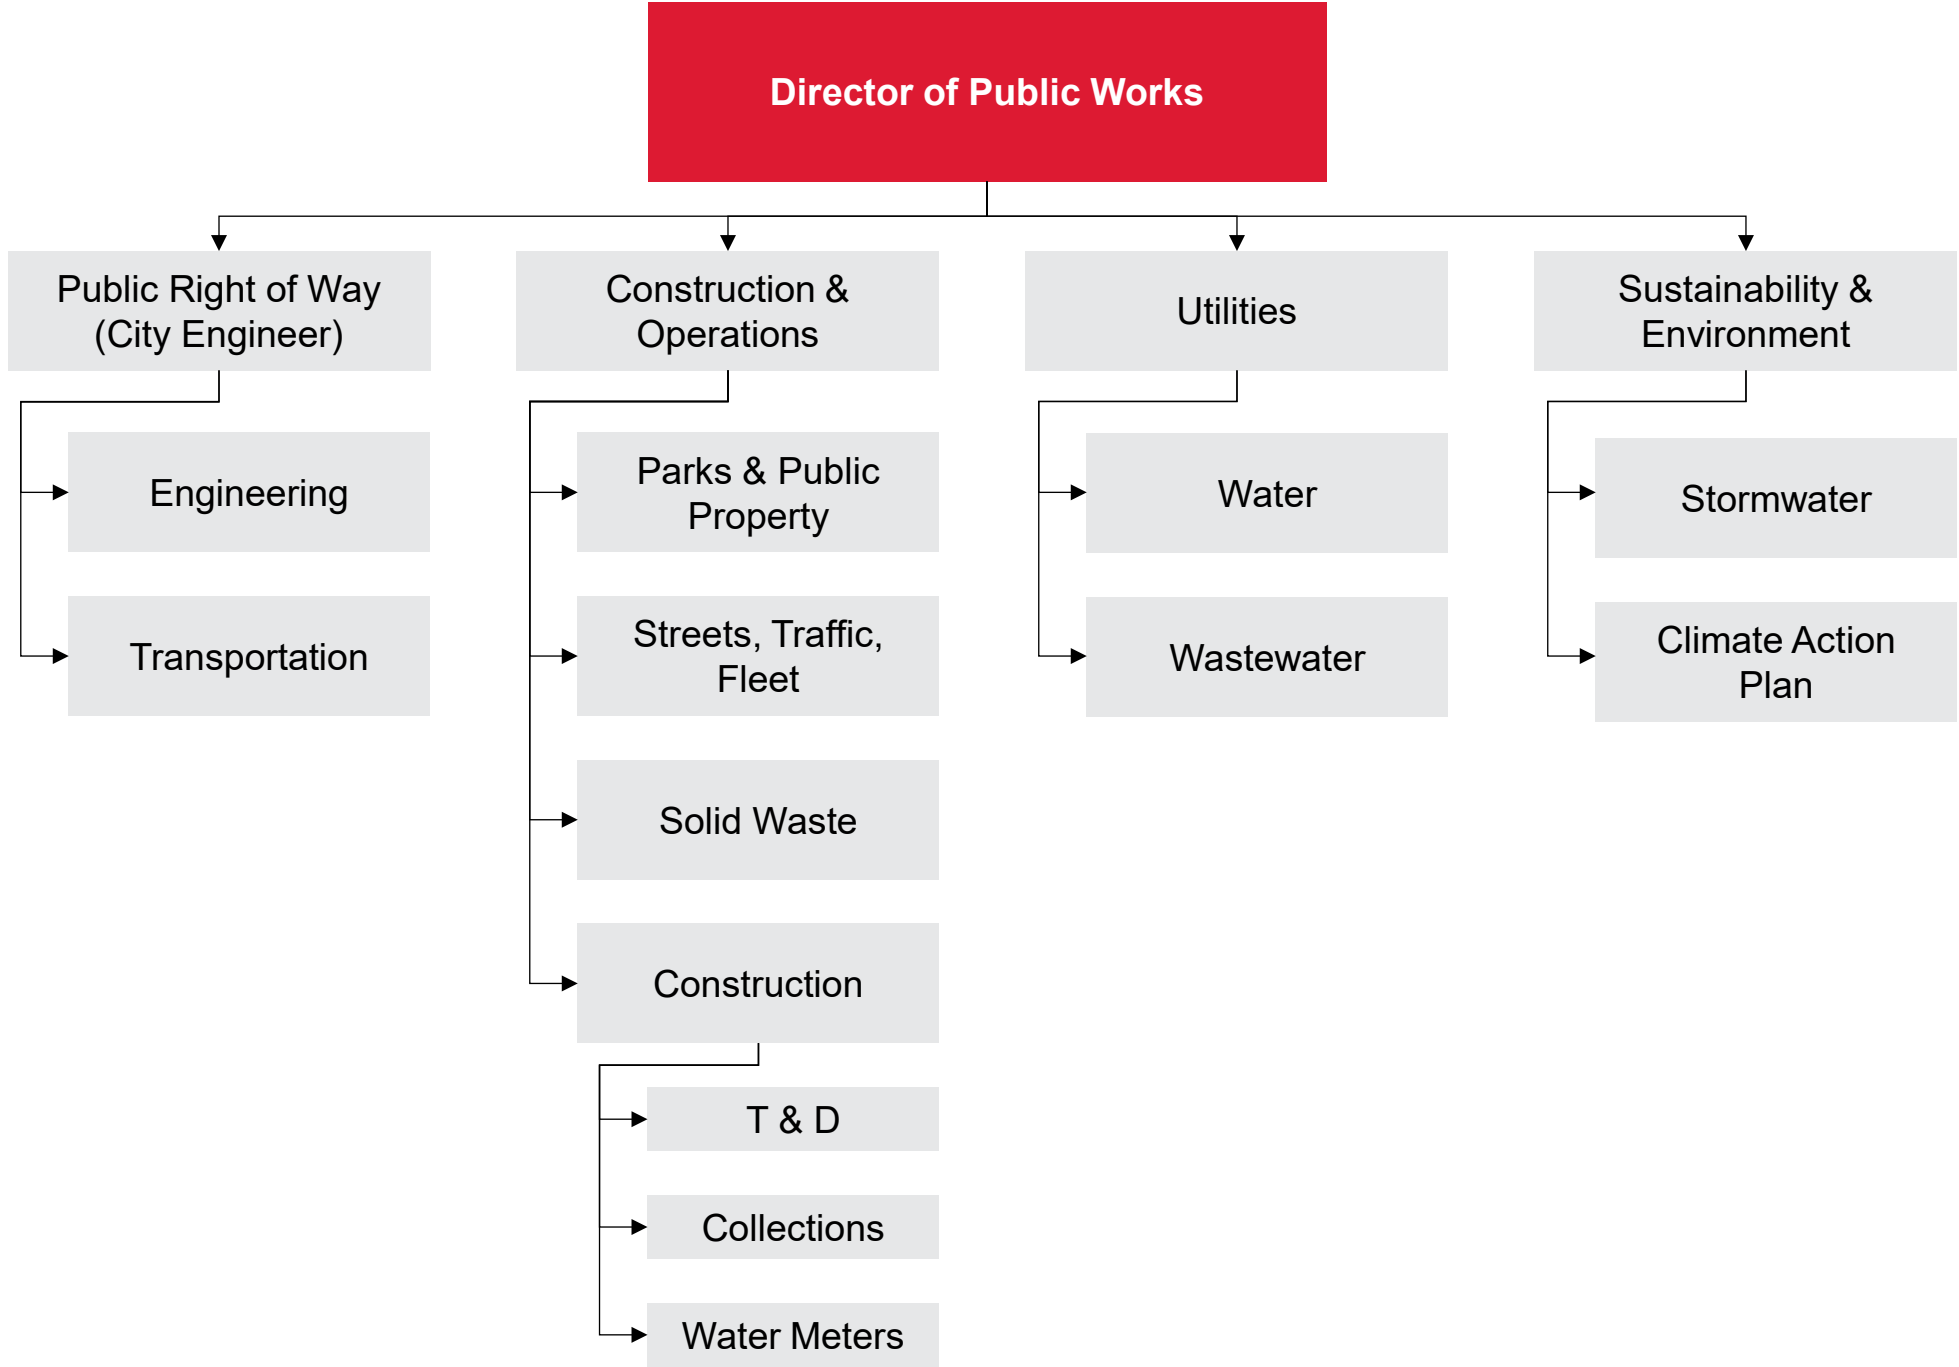 Director of Public Works
Public Right of Way
(City Engineer)
Engineering
Transportation
Construction &
Operations
Parks & Public
Property
Streets, Traffic,
Fleet
Solid Waste
Construction
T & D
Collections
Water Meters
Utilities
Water
Wastewater
Sustainability &
Environment
Stormwater
Climate Action
Plan